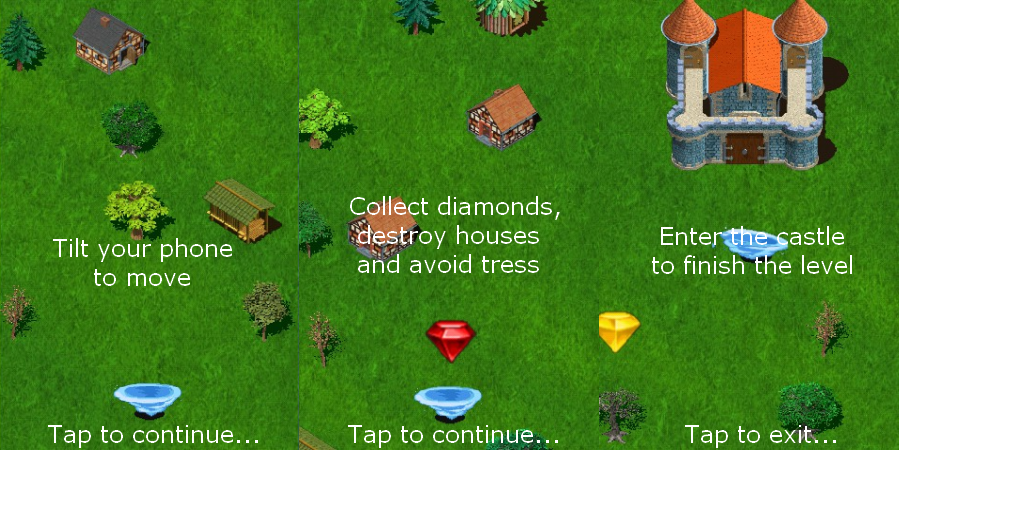 Tilt your phone
to move
Tap to continue...
Collect diamonds,
destroy houses
and avoid tress
Tap to continue...
Enter the castle
to finish the level
Tap to exit...